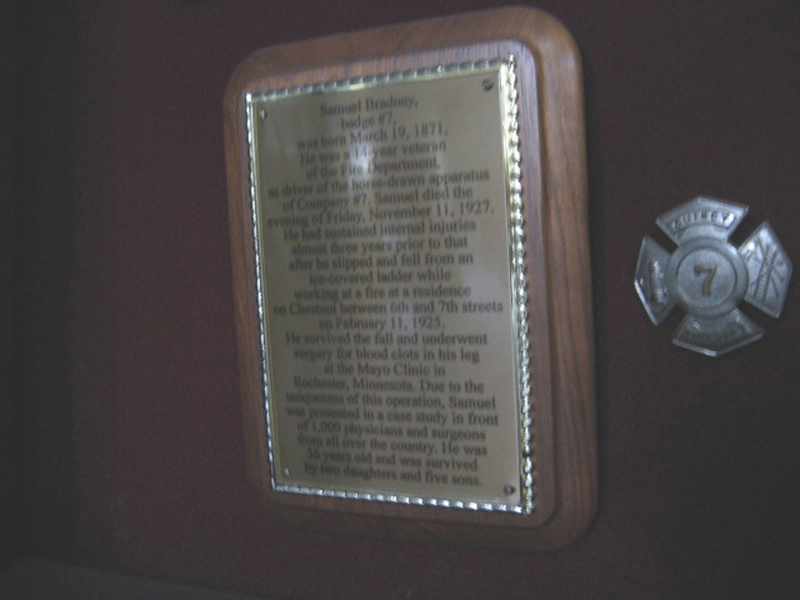 Samuel Bradney,
badge #7,
was born March 19, 1871.
He was a 14-year veteran
of the Fire Department,
as driver of the horse-drawn apparatus
of Company #7. Samuel died the
evening of Friday, November 11, 1927.
He had sustained internal injuries
almost three years prior to that
after he slipped and fell from an
ice-covered ladder while
working at a fire at a residence
on Chestnut between 6th and 7th streets
on February 11, 1925.
He survived the fall and underwent
surgery for blood clots in his leg
at the Mayo Clinic in
Rochester, Minnesota. Due to the
uniqueness of this operation, Samuel
was presented in a case study in front
of 1,000 physicians and surgeons
from all over the country. He was
56 years old and was survived
by two daughters and five sons.
QUINCY
7